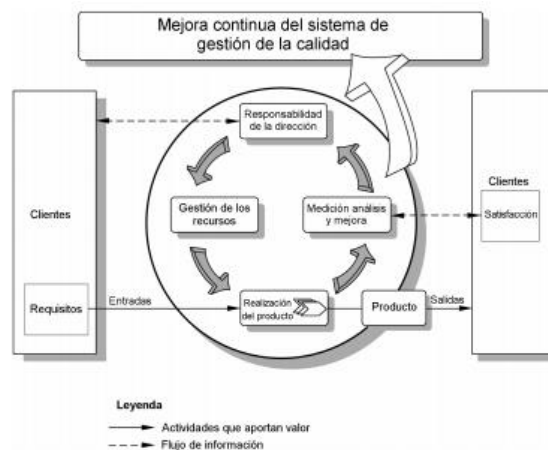 Mejora continua del sistema de
gestión de la calidad
Responsabilidad
de la dirección
Clientes
Gestión de los
recursos
Medición análisis
y mejora
Clientes
Satisfacción
Requisitos
Entradas
Realización
del producto
Producto
Salidas
Leyenda
Actividades que aportan valor
Flujo de información